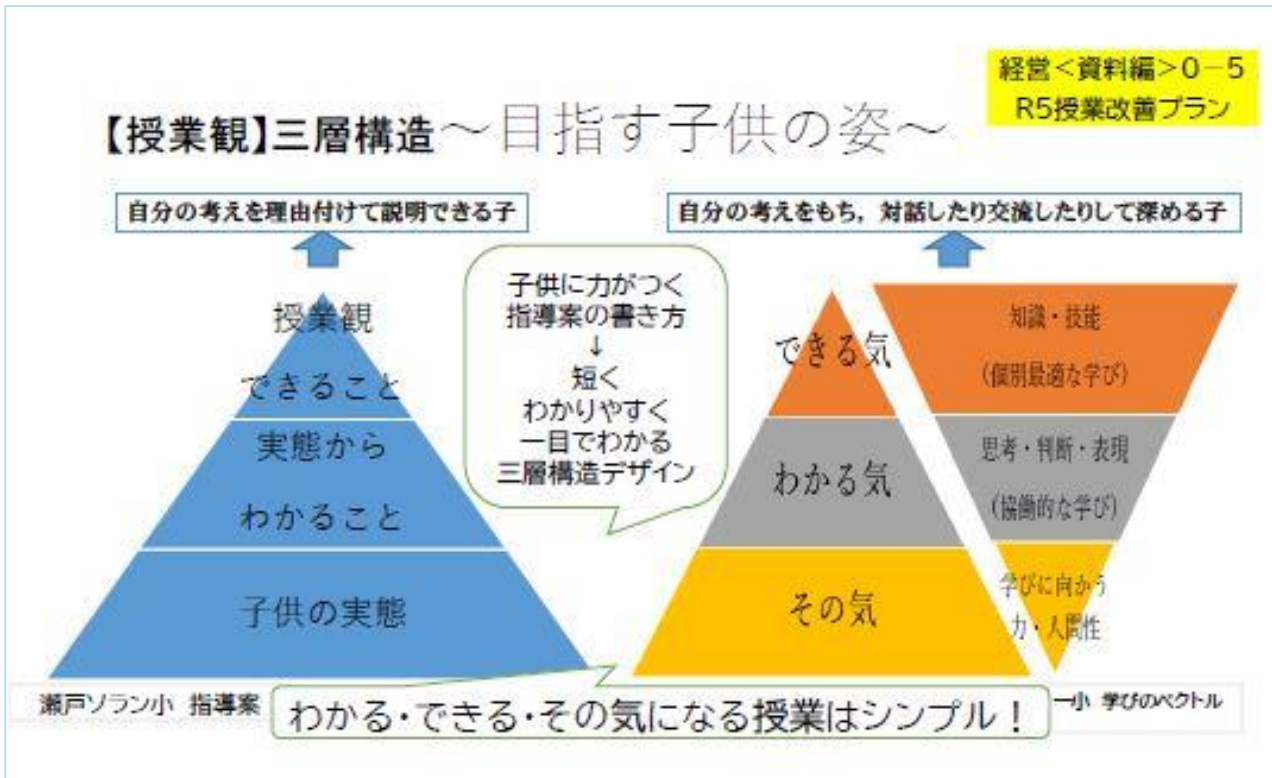 経営<資料編>0-5
R5授業改善プラン
【授業観】三層構造～目指す子供の姿～
自分の考えを理由付けて説明できる子
自分の考えをもち，対話したり交流したりして深める子
授業観
できること
実態から
わかること
子供の実態
子供に力がつく
指導案の書き方
↓
短く
わかりやすく
一目でわかる
三層構造デザイン
できる気
わかる気
その気
知識・技能
(個別最適な学び)
思考・判断・表現
(協働的な学び)
学びに向かう
力・人間性
瀬戸ソラン小 指導案
わかる・できる・その気になる授業はシンプル！
一小 学びのベクトル